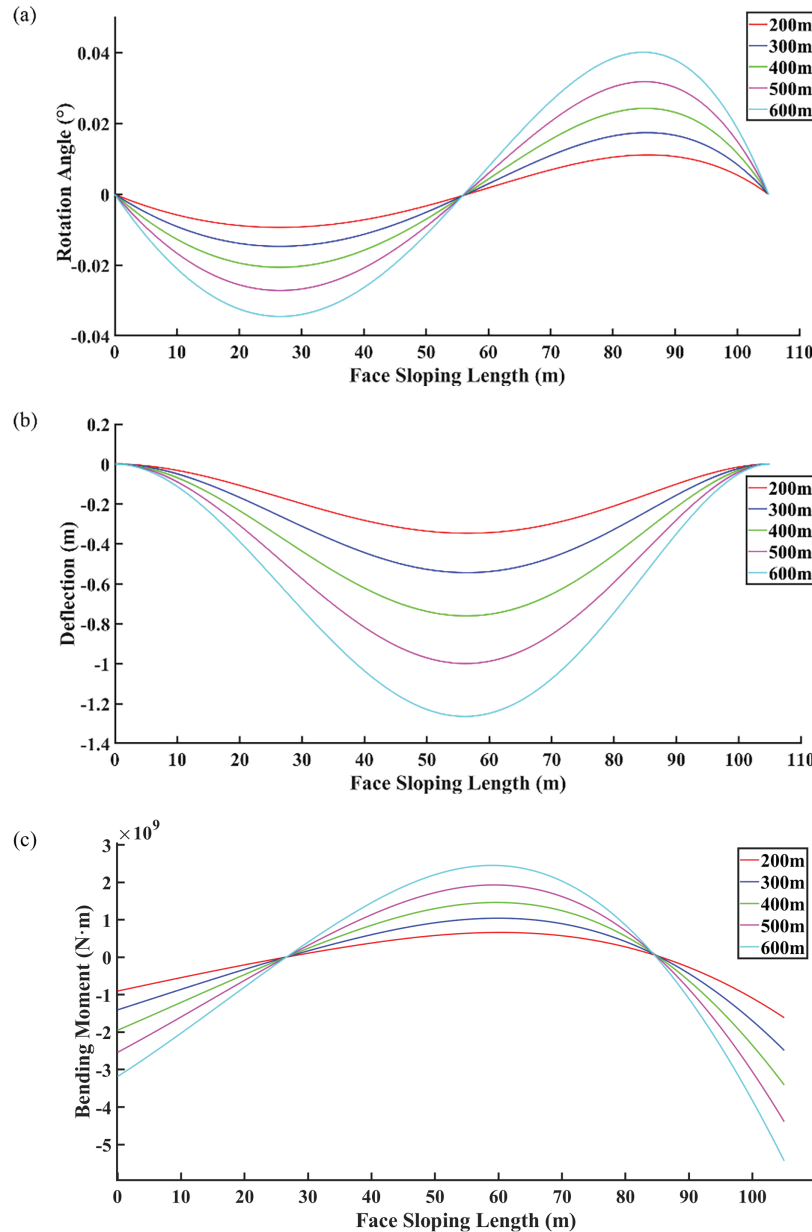 (a)
0.04
0.02
0
-0.02
-0.04
Rotation Angle (°)
0 10 20 30 40 50 60 70 80 90 100 110
Face Sloping Length (m)
200m
300m
400m
500m
600m
(b)
0.2
0
-0.2
-0.4
-0.6
-0.8
-1
-1.2
-1.4
Deflection (m)
0 10 20 30 40 50 60 70 80 90 100 110
Face Sloping Length (m)
200m
300m
400m
500m
600m
(c)
×10⁹
3
2
1
0
-1
-2
-3
-4
-5
Bending Moment (N·m)
0 10 20 30 40 50 60 70 80 90 100
Face Sloping Length (m)
200m
300m
400m
500m
600m